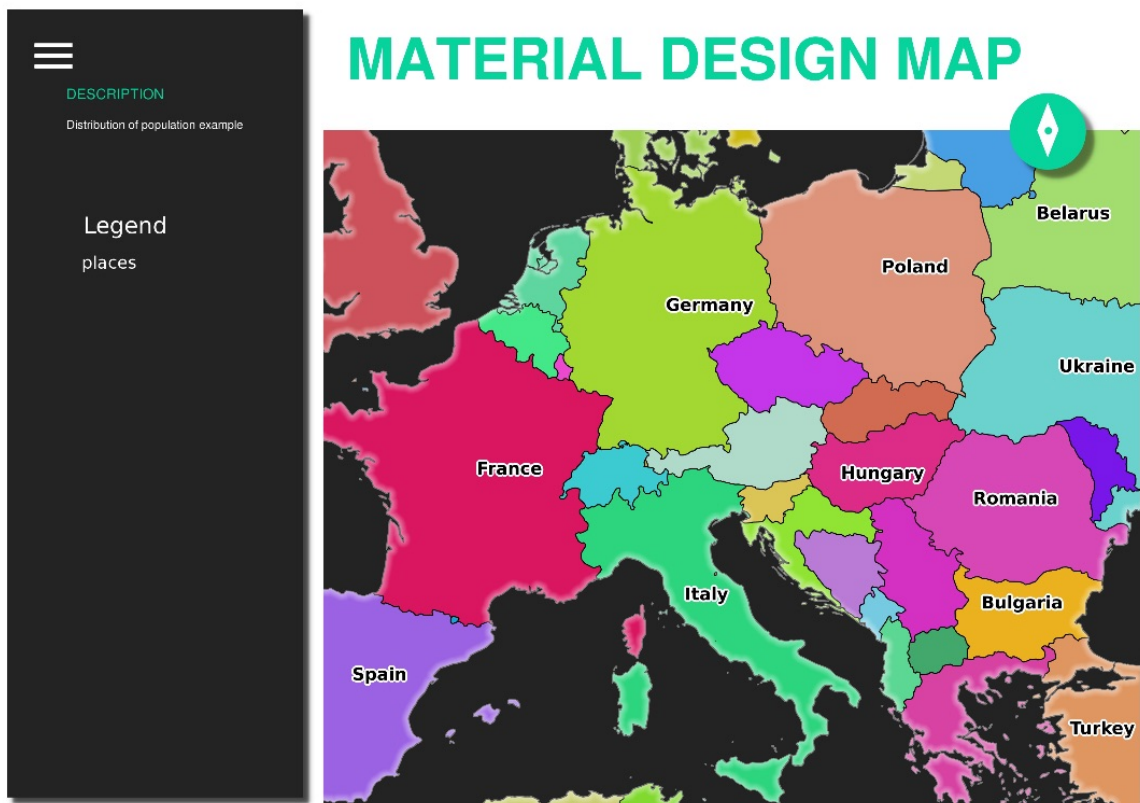 MATERIAL DESIGN MAP
DESCRIPTION
Distribution of population example
Legend
places
Belarus
Poland
Germany
Ukraine
France
Hungary
Romania
Italy
Bulgaria
Spain
Turkey